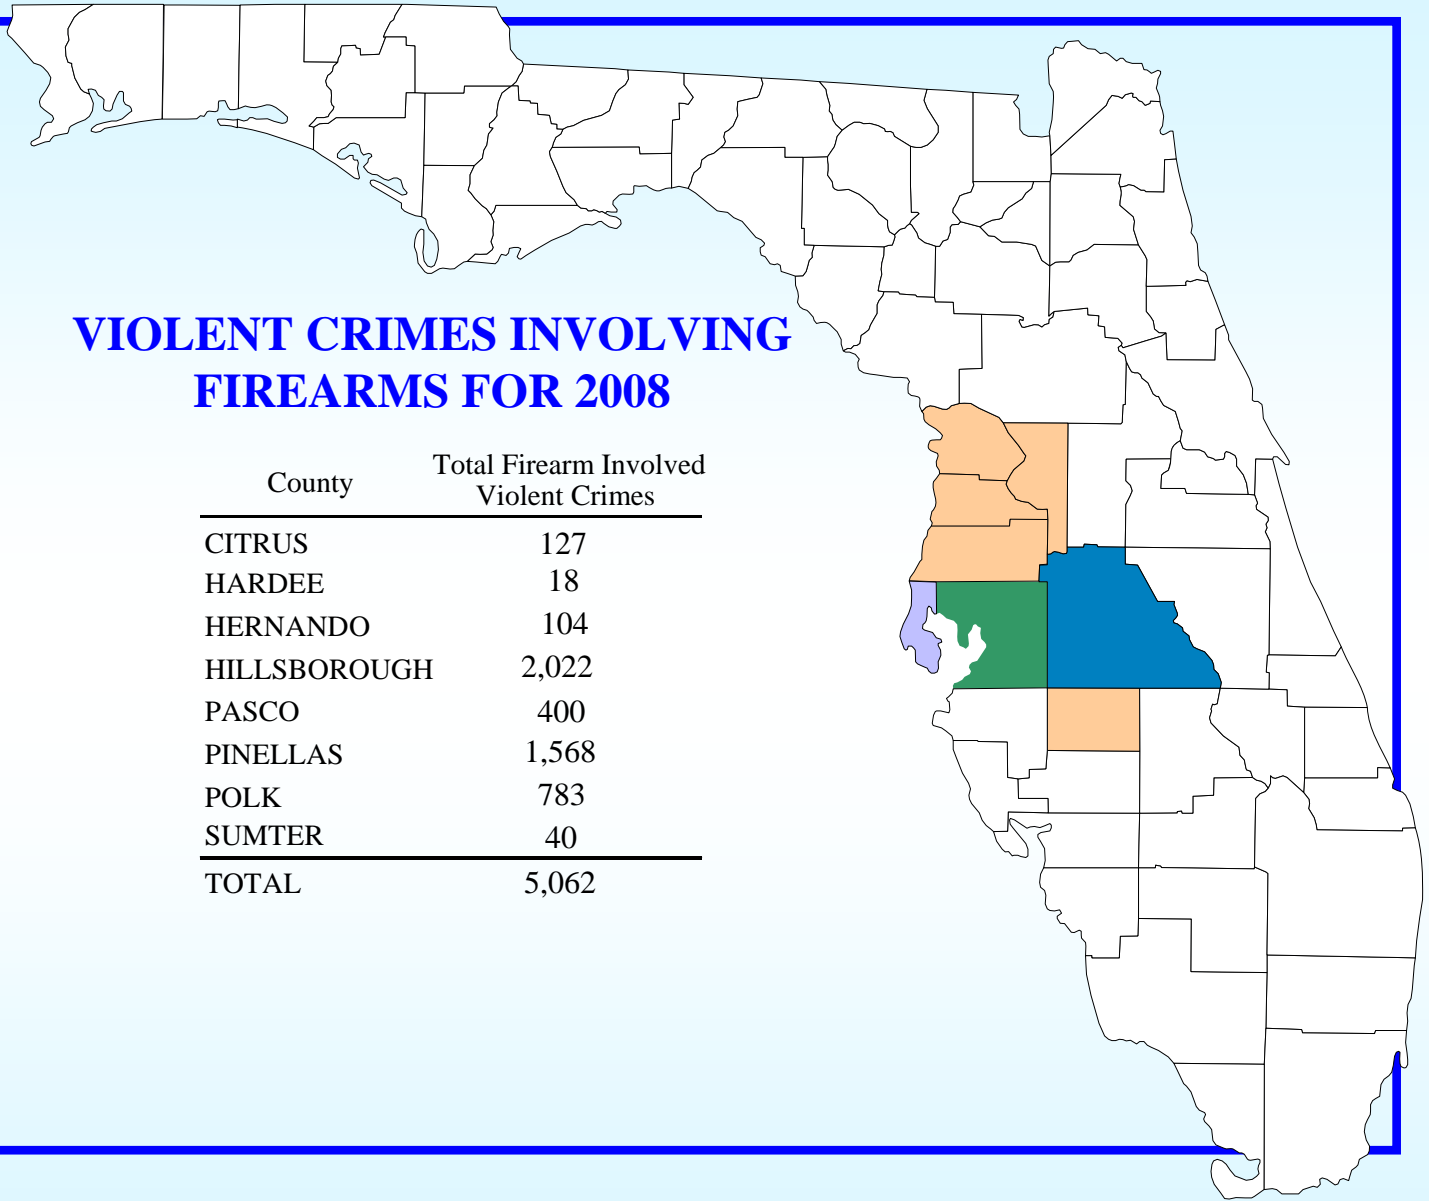 VIOLENT CRIMES INVOLVING
FIREARMS FOR 2008
County Total Firearm Involved
Violent Crimes
CITRUS 127
HARDEE 18
HERNANDO 104
HILLSBOROUGH 2,022
PASCO 400
PINELLAS 1,568
POLK 783
SUMTER 40
TOTAL 5,062